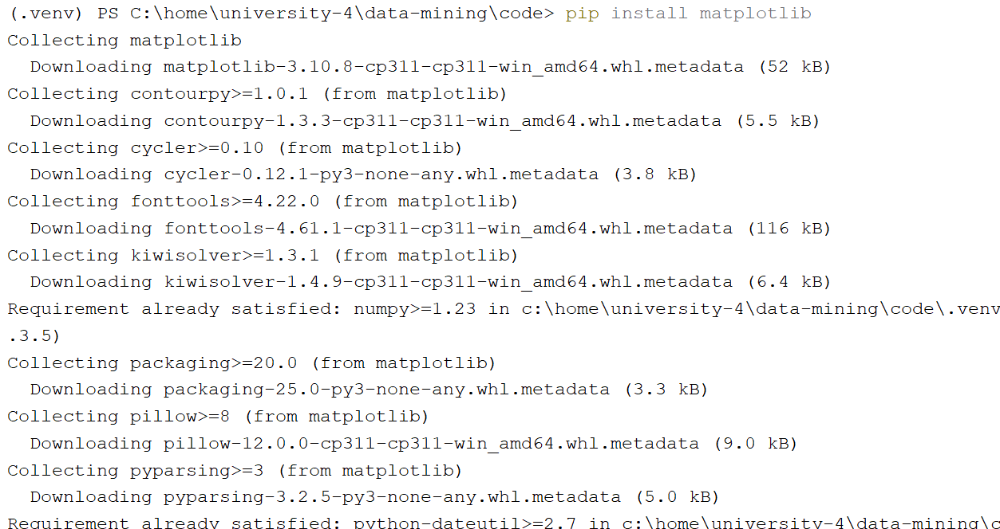 (.venv) PS C:\home\university-4\data-mining\code> pip install matplotlib
Collecting matplotlib
  Downloading matplotlib-3.10.8-cp311-cp311-win_amd64.whl.metadata (52 kB)
Collecting contourpy>=1.0.1 (from matplotlib)
  Downloading contourpy-1.3.3-cp311-cp311-win_amd64.whl.metadata (5.5 kB)
Collecting cycler>=0.10 (from matplotlib)
  Downloading cycler-0.12.1-py3-none-any.whl.metadata (3.8 kB)
Collecting fonttools>=4.22.0 (from matplotlib)
  Downloading fonttools-4.61.1-cp311-cp311-win_amd64.whl.metadata (116 kB)
Collecting kiwisolver>=1.3.1 (from matplotlib)
  Downloading kiwisolver-1.4.9-cp311-cp311-win_amd64.whl.metadata (6.4 kB)
Requirement already satisfied: numpy>=1.23 in c:\home\university-4\data-mining\code\.venv
.3.5)
Collecting packaging>=20.0 (from matplotlib)
  Downloading packaging-25.0-py3-none-any.whl.metadata (3.3 kB)
Collecting pillow>=8 (from matplotlib)
  Downloading pillow-12.0.0-cp311-cp311-win_amd64.whl.metadata (9.0 kB)
Collecting pyparsing>=3 (from matplotlib)
  Downloading pyparsing-3.2.5-py3-none-any.whl.metadata (5.0 kB)
Requirement already satisfied: python-dateutil>=2.7 in c:\home\university-4\data-mining\c